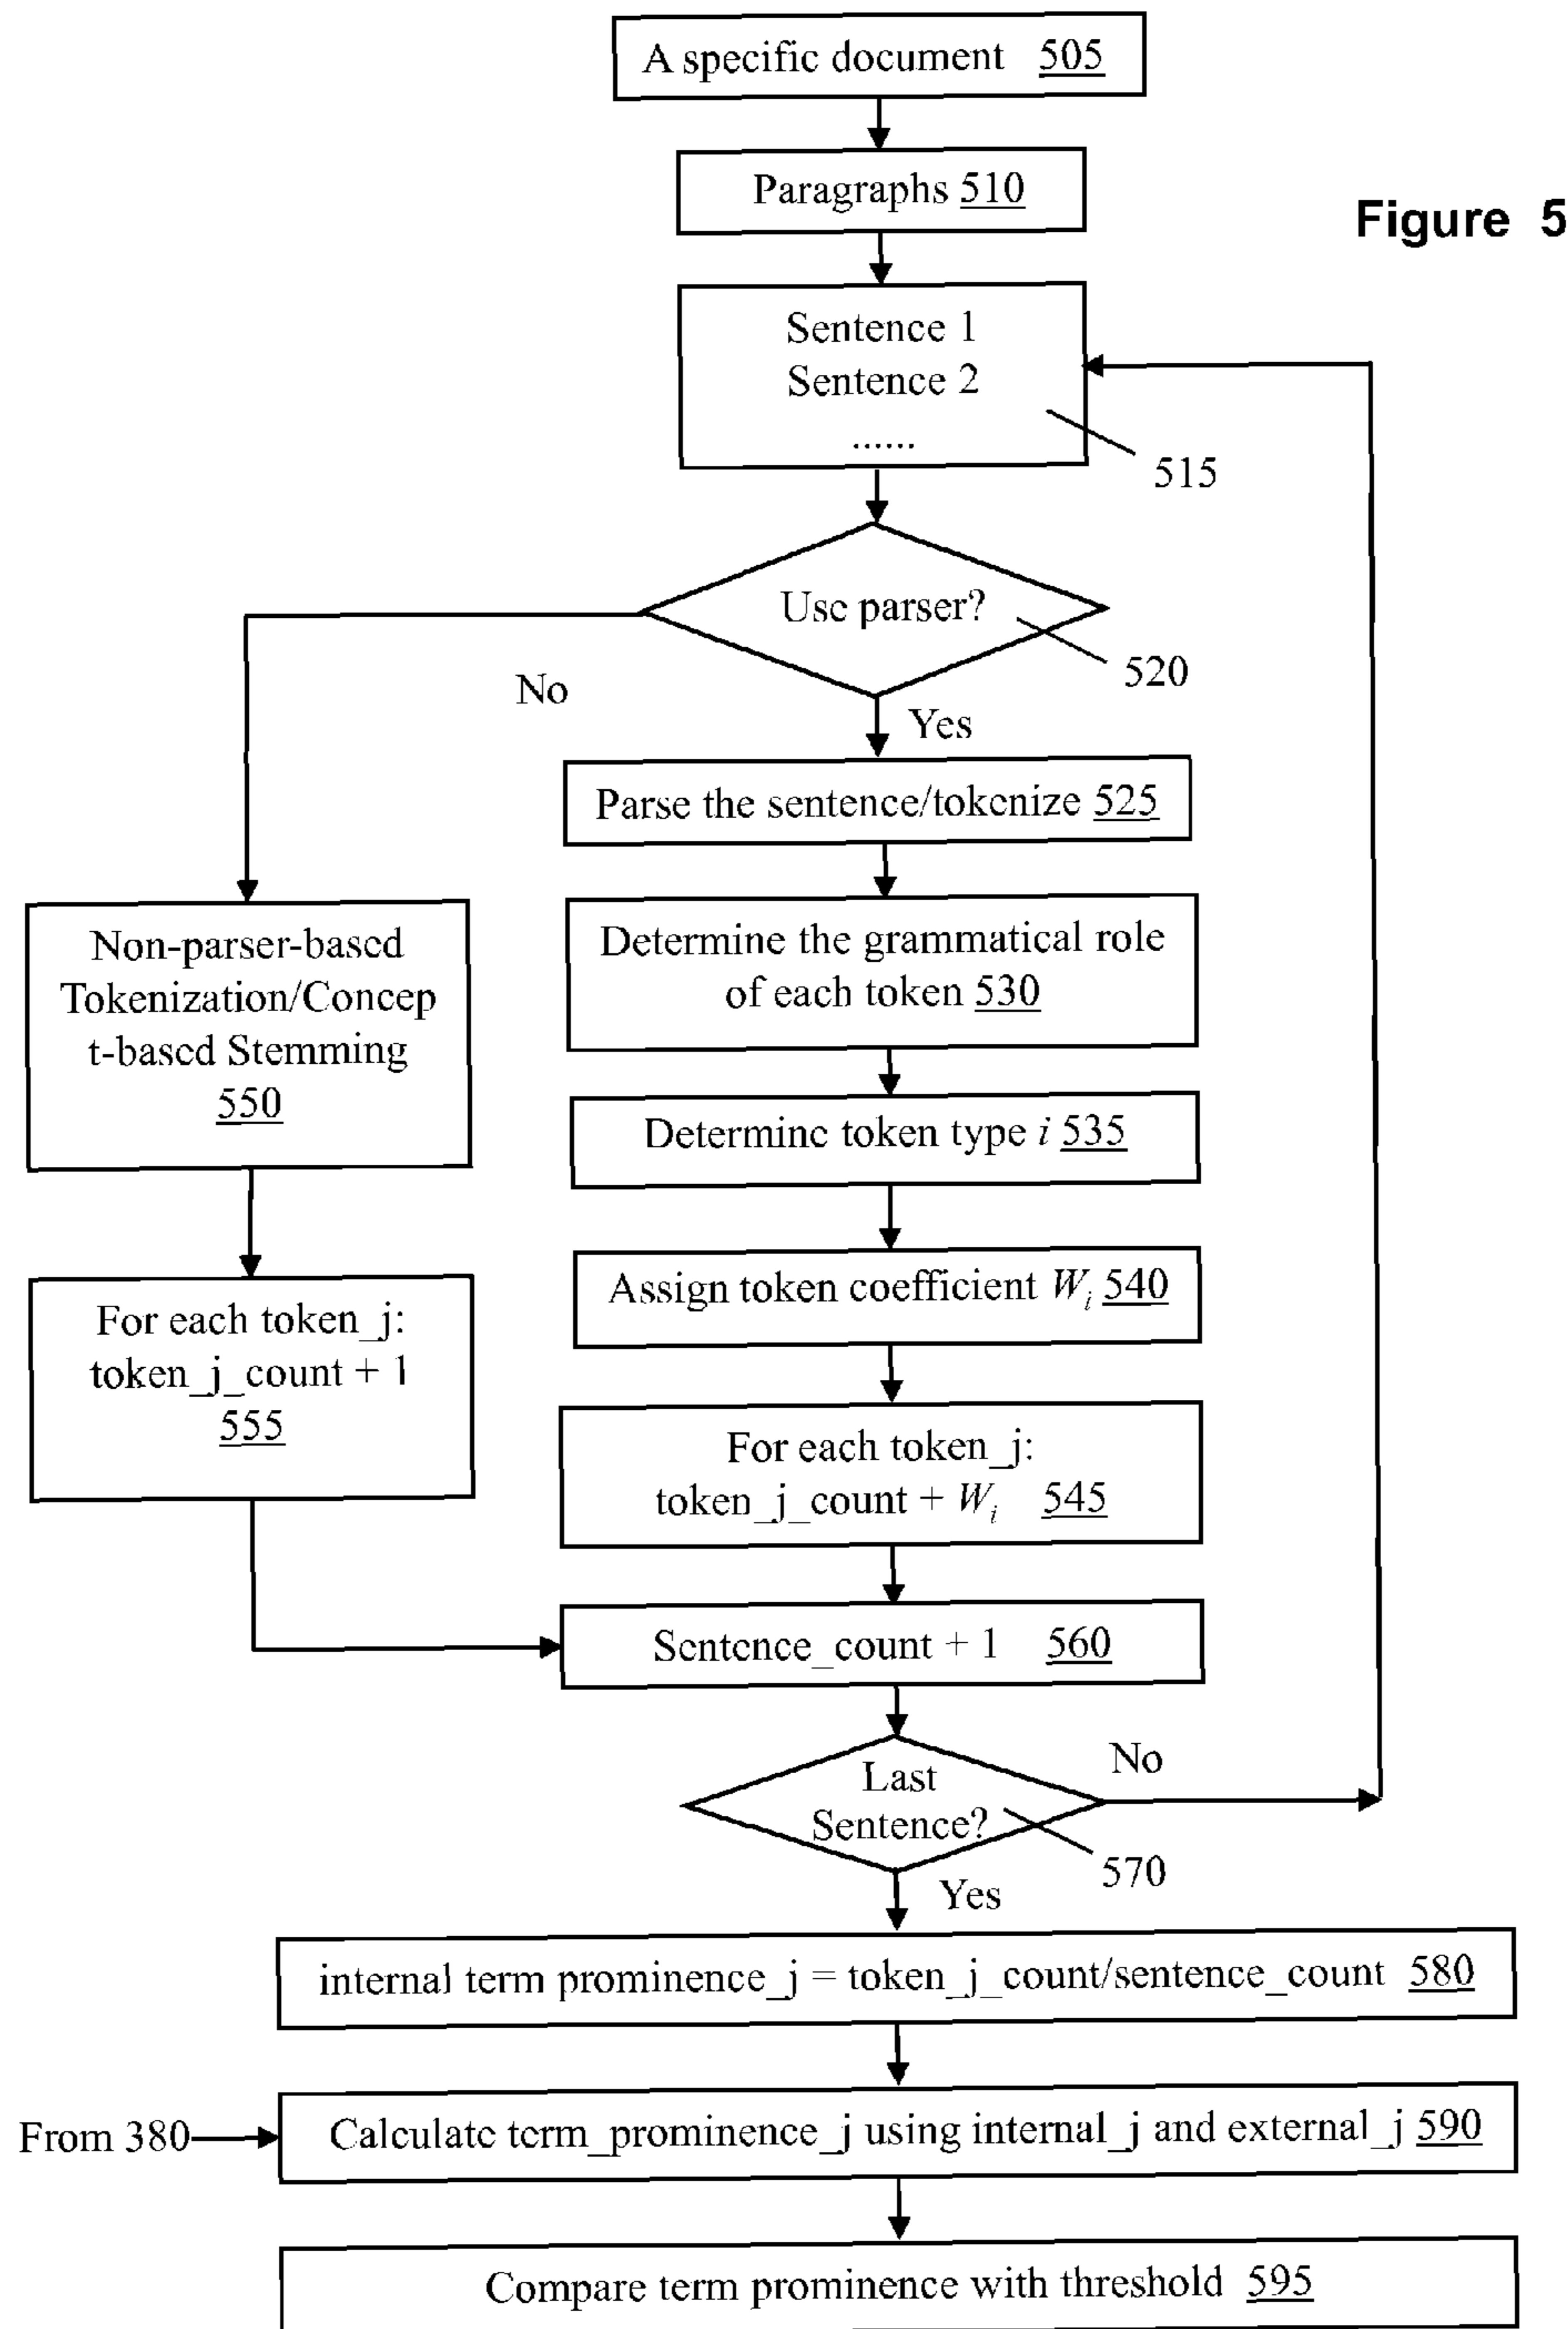 A specific document 505
Paragraphs 510
Figure 5
Sentence 1
Sentence 2
......
515
Use parser?
520
No
Yes
Parse the sentence/tokenize 525
Non-parser-based
Tokenization/Concep
t-based Stemming
550
Determine the grammatical role
of each token 530
Determine token type i 535
Assign token coefficient Wi 540
For each token_j:
token_j_count + 1
555
For each token_j:
token_j_count + Wi 545
Sentence_count + 1 560
Last
Sentence?
No
570
Yes
internal term prominence_j = token_j_count/sentence_count 580
From 380
Calculate term_prominence_j using internal_j and external_j 590
Compare term prominence with threshold 595